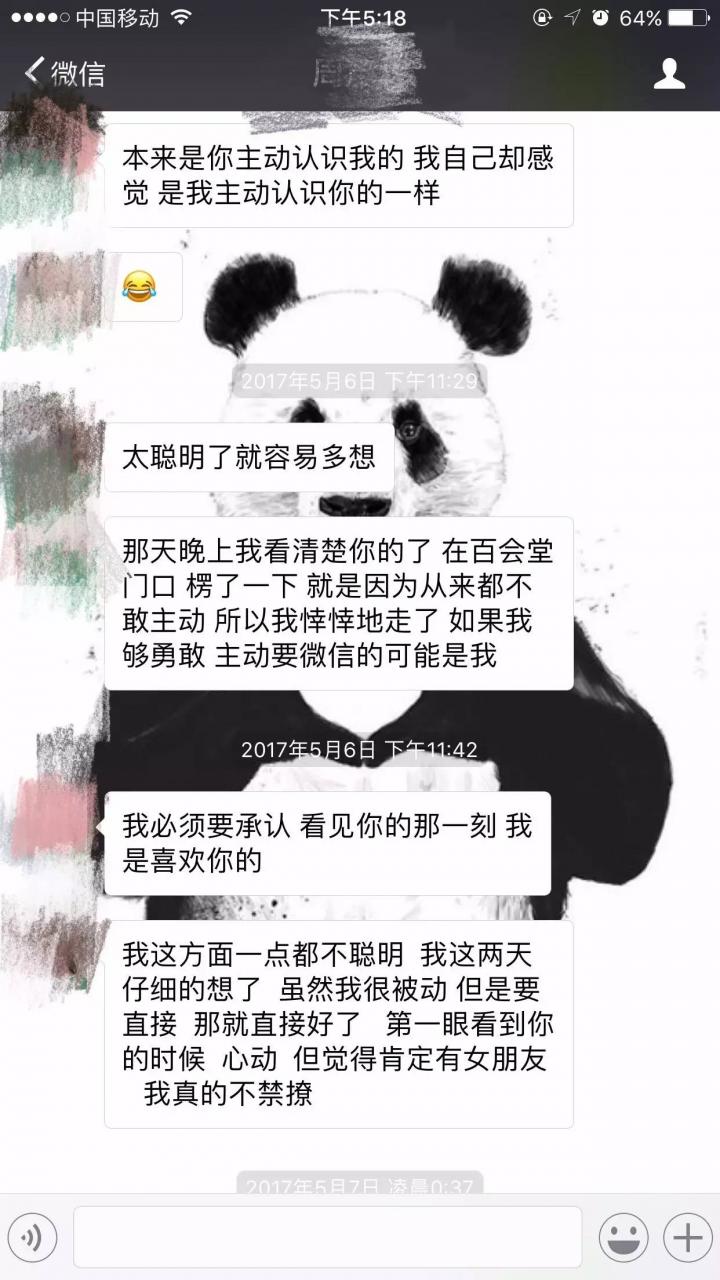 中国移动 下午5:18 64%
微信
本来是你主动认识我的 我自己却感
觉 是我主动认识你的一样
😂
2017年5月6日 下午11:29
太聪明了就容易多想
那天晚上我看清楚你的了 在百会堂
门口 楞了一下 就是因为从来都不
敢主动 所以我悻悻地走了 如果我
够勇敢 主动要微信的可能是我
2017年5月6日 下午11:42
我必须要承认 看见你的那一刻 我
是喜欢你的
我这方面一点都不聪明 我这两天
仔细的想了 虽然我很被动 但是要
直接 那就直接好了 第一眼看到你
的时候 心动 但觉得肯定有女朋友
我真的不禁撩
2017年5月7日 凌晨0:37